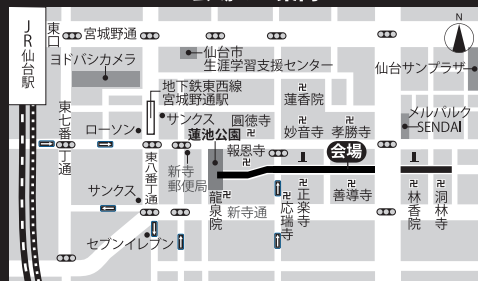 N
JR仙台駅
東口
宮城野通
ヨドバシカメラ
仙台市
生涯学習支援センター
仙台サンプラザ
地下鉄東西線
宮城野通駅
蓮香院
東七番丁通
ローソン
サンクス
圓徳寺
妙音寺
孝勝寺
メルパルク
SENDAI
蓮池公園
報恩寺
会場
東八番丁通
新寺
郵便局
サンクス
龍泉院
新寺通
応瑞寺
正楽寺
善導寺
林香院
洞林寺
セブンイレブン